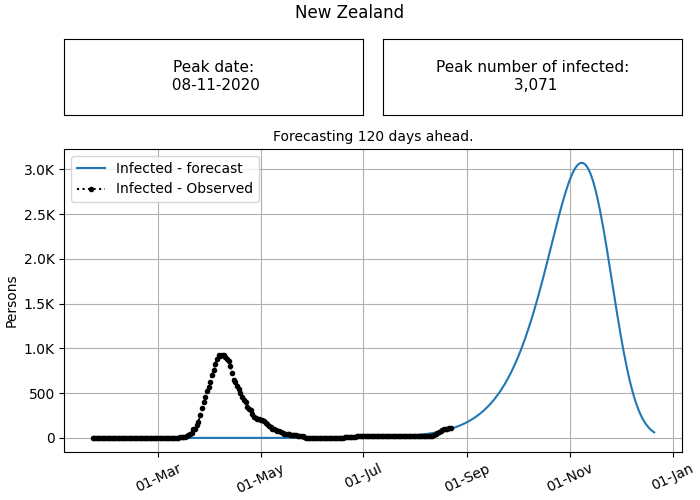 New Zealand
Peak date:
08-11-2020
Peak number of infected:
3,071
Forecasting 120 days ahead.
Infected - forecast
Infected - Observed
3.0K
2.5K
2.0K
1.5K
1.0K
500
0
Persons
01-Mar
01-May
01-Jul
01-Sep
01-Nov
01-Jan